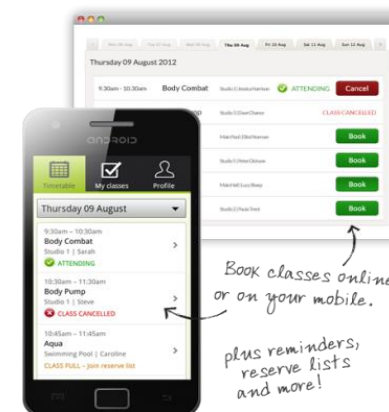 Thu 09 Aug
Fri 10 Aug
Sat 11 Aug
Sun 12 Aug
Thursday 09 August 2012
9:30am - 10:30am Body Combat ATTENDING Cancel
CLASS CANCELLED
Book
Book
Book
Book
ANDROID
Timetable My classes Profile
Thursday 09 August
9:30am – 10:30am
Body Combat
Studio 1 | Sarah
ATTENDING
10:30am – 11:30am
Body Pump
Studio 1 | Steve
CLASS CANCELLED
10:45am – 11:45am
Aqua
Swimming Pool | Caroline
CLASS FULL – Join reserve list
Book classes online
or on your mobile.
plus reminders,
reserve lists
and more!